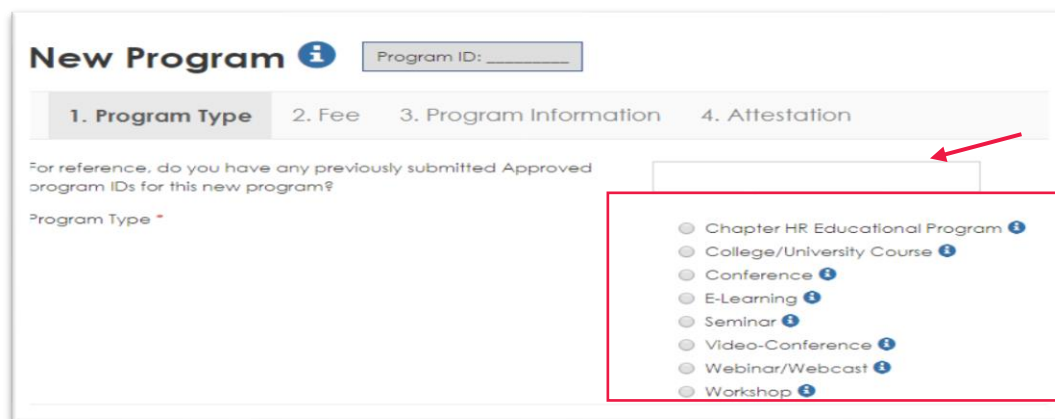 New Program
Program ID: _________
1. Program Type
2. Fee
3. Program Information
4. Attestation
For reference, do you have any previously submitted Approved
program IDs for this new program?
Program Type *
Chapter HR Educational Program
College/University Course
Conference
E-Learning
Seminar
Video-Conference
Webinar/Webcast
Workshop